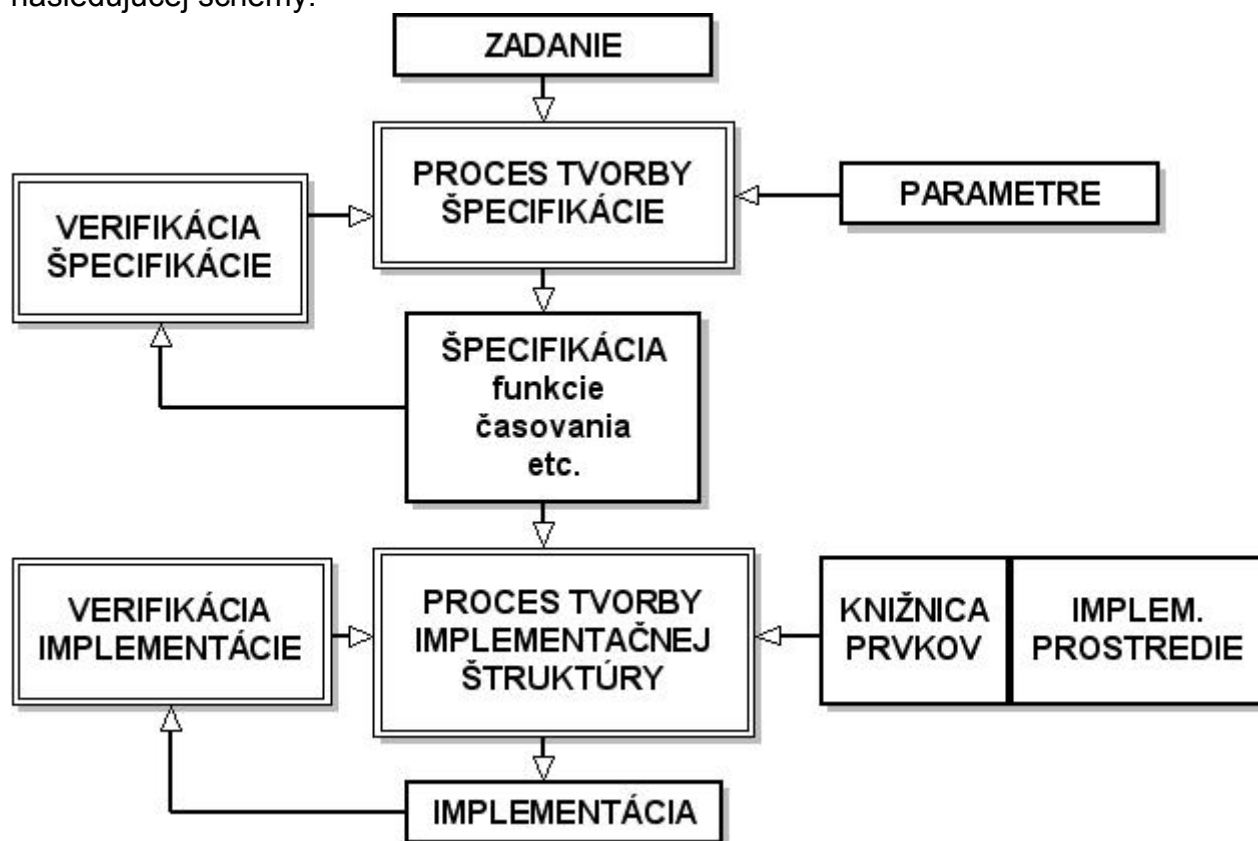 nasledujúcej schémy:
ZADANIE
PROCES TVORBY
ŠPECIFIKÁCIE
PARAMETRE
VERIFIKÁCIA
ŠPECIFIKÁCIE
ŠPECIFIKÁCIA
funkcie
časovania
etc.
VERIFIKÁCIA
IMPLEMENTÁCIE
PROCES TVORBY
IMPLEMENTAČNEJ
ŠTRUKTÚRY
KNIŽNICA
PRVKOV
IMPLEM.
PROSTREDIE
IMPLEMENTÁCIA